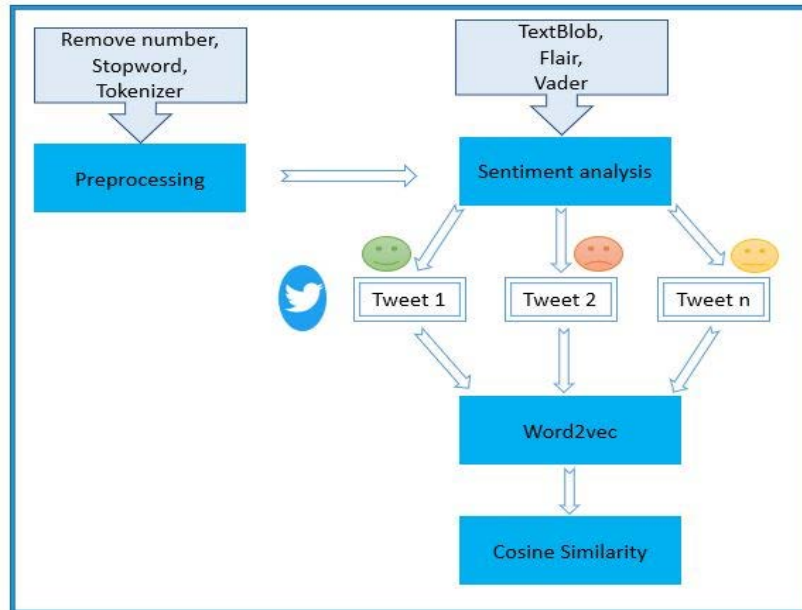 Remove number,
Stopword,
Tokenizer
TextBlob,
Flair,
Vader
Preprocessing
Sentiment analysis
Tweet 1
Tweet 2
Tweet n
Word2vec
Cosine Similarity